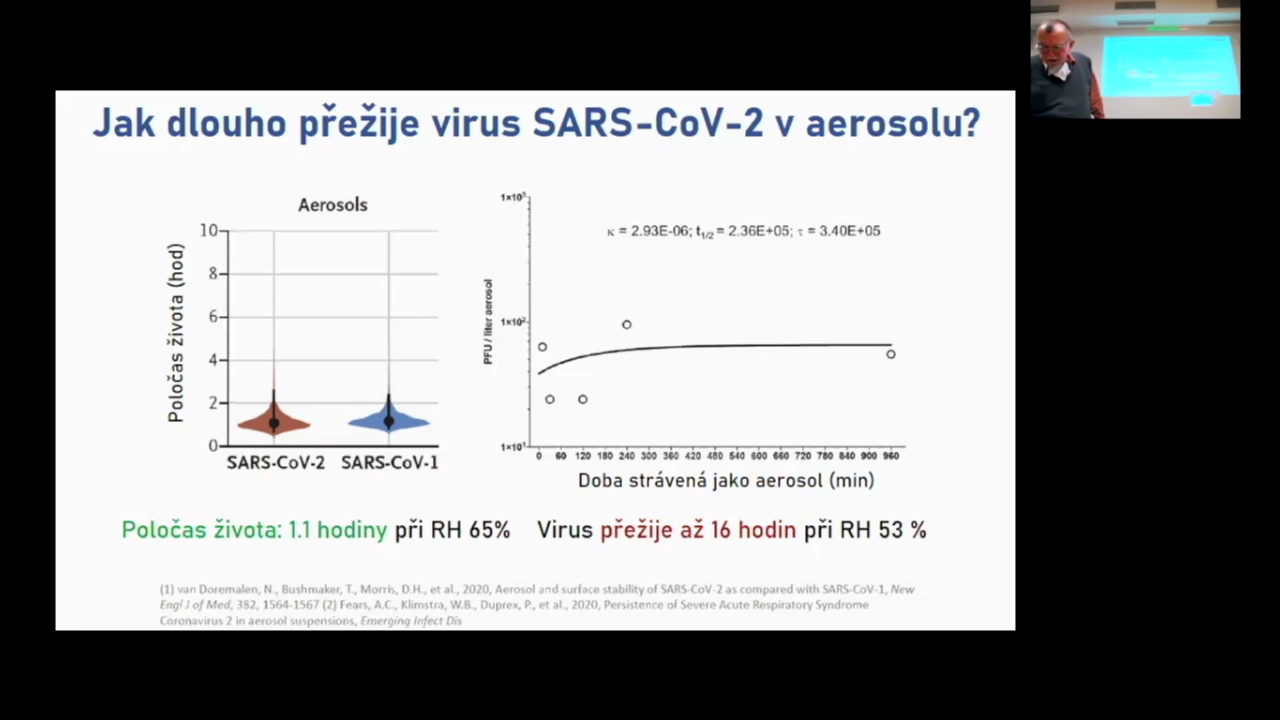 Jak dlouho přežije virus SARS-CoV-2 v aerosolu?
Aerosols
Poločas života (hod)
10
8
6
4
2
0
SARS-CoV-2 SARS-CoV-1
PFU / liter aerosol
1×10³
1×10²
1×10¹
κ = 2.93E-06; t1/2 = 2.36E+05; τ = 3.40E+05
0 60 120 180 240 300 360 420 480 540 600 660 720 780 840 900 960
Doba strávená jako aerosol (min)
Poločas života: 1.1 hodiny při RH 65%
Virus přežije až 16 hodin při RH 53 %
(1) van Doremalen, N., Bushmaker, T., Morris, D.H., et al., 2020, Aerosol and surface stability of SARS-CoV-2 as compared with SARS-CoV-1, New
Engl J of Med, 382, 1564-1567 (2) Fears, A.C., Klimstra, W.B., Duprex, P., et al., 2020, Persistence of Severe Acute Respiratory Syndrome
Coronavirus 2 in aerosol suspensions, Emerging Infect Dis